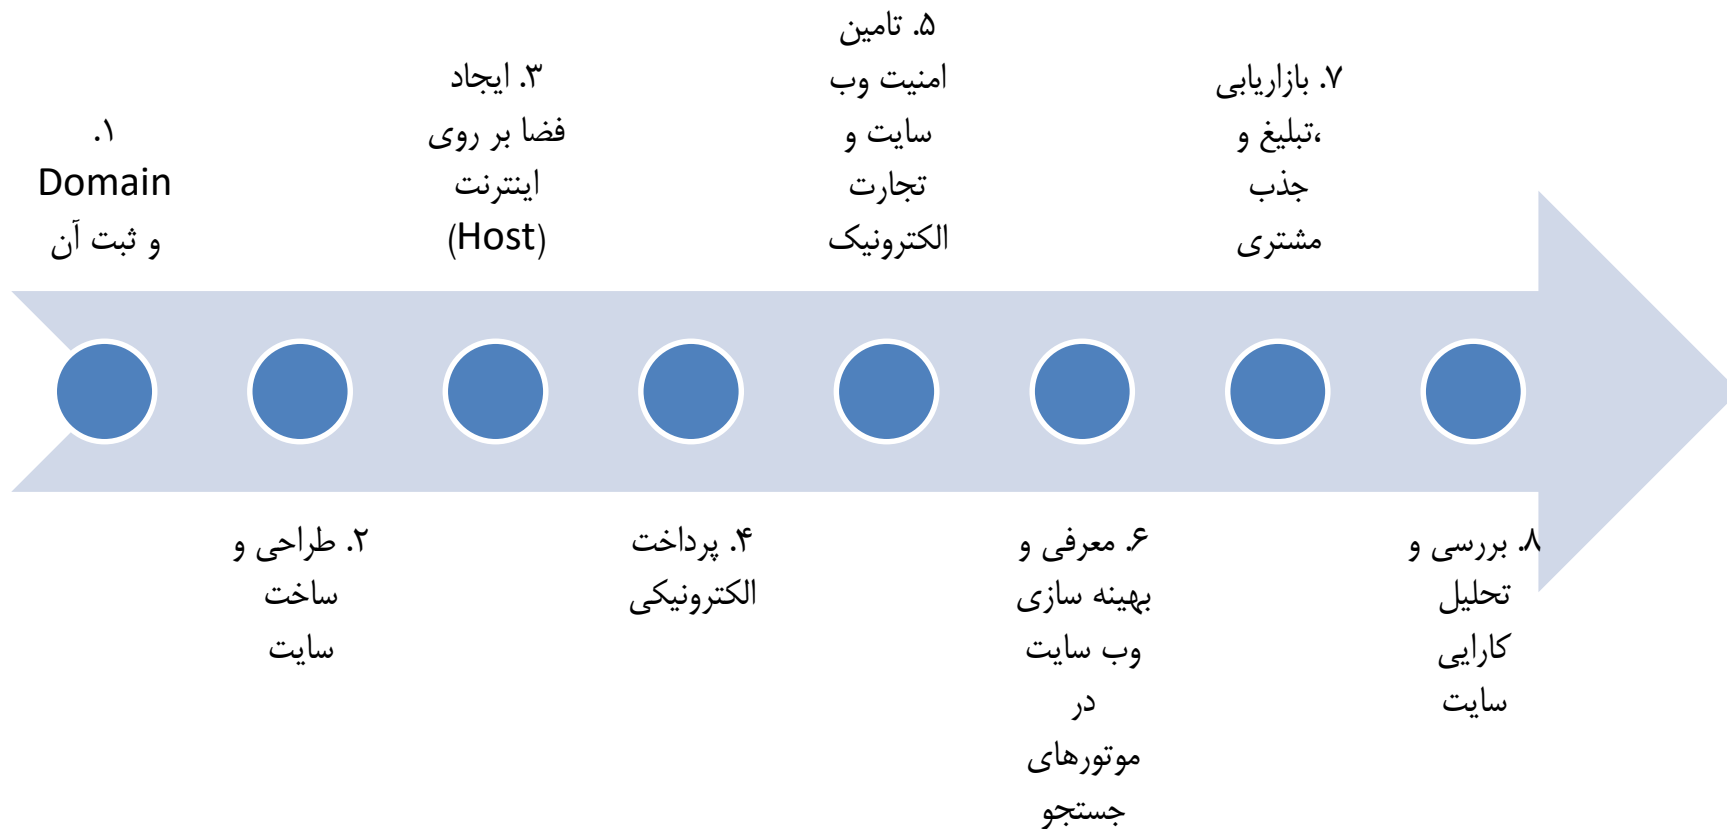 ۱.
Domain
و ثبت آن
۲. طراحی و
ساخت
سایت
۳. ایجاد
فضا بر روی
اینترنت
(Host)
۴. پرداخت
الکترونیکی
۵. تامین
امنیت وب
سایت و
تجارت
الکترونیک
۶. معرفی و
بهینه سازی
وب سایت
در
موتورهای
جستجو
۷. بازاریابی
،تبلیغ و
جذب
مشتری
۸. بررسی و
تحلیل
کارایی
سایت